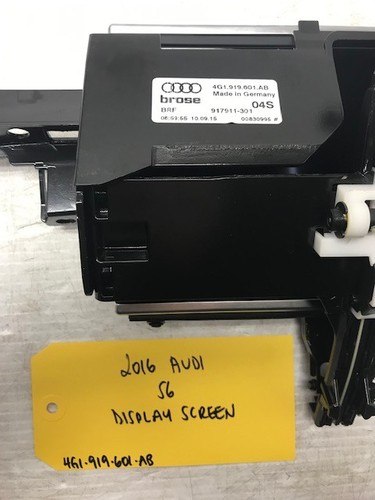 4G1.919.601.AB
Made in Germany
brose
04S
BRF 917911-301
06:53:55 13.09.15 00830995 #
2016 AUDI
S6
DISPLAY SCREEN
4G1.919.601-AB